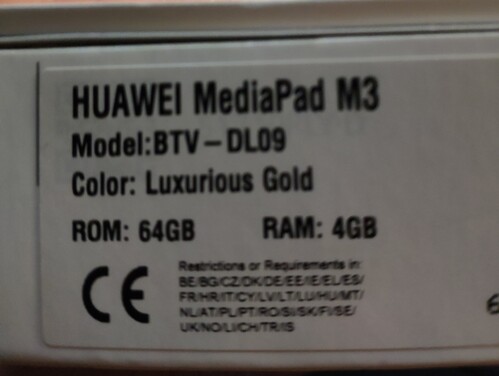 HUAWEI MediaPad M3
Model:BTV-DL09
Color: Luxurious Gold
ROM: 64GB RAM: 4GB
CE
Restrictions or Requirements in:
BE/BG/CZ/DK/DE/EE/IE/EL/ES/
FR/HR/IT/CY/LV/LT/LU/HU/MT/
NL/AT/PL/PT/RO/SI/SK/FI/SE/
UK/NO/LI/CH/TR/IS